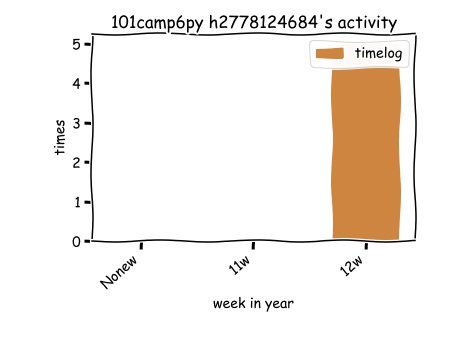 101camp6py h2778124684's activity
timelog
5
4
3
2
1
0
times
Nonew
11w
12w
week in year